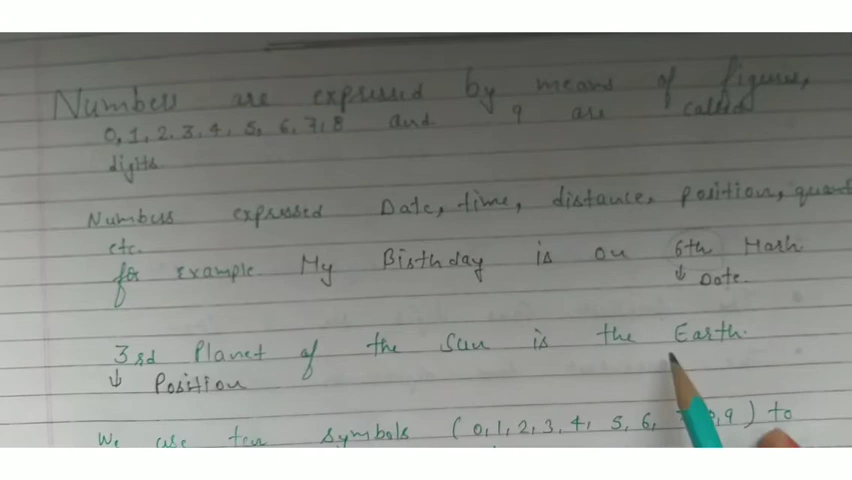 Numbers are expressed by means of figures,
0, 1, 2, 3, 4, 5, 6, 7, 8 and 9 are called
digits.
Numbers expressed Date, time, distance, position,
etc.
for example My Birthday is on 6th Marh
↓ Date.
3rd Planet of the Sun is the Earth.
↓ Position
We use ten symbols (0, 1, 2, 3, 4, 5, 6, 9) to